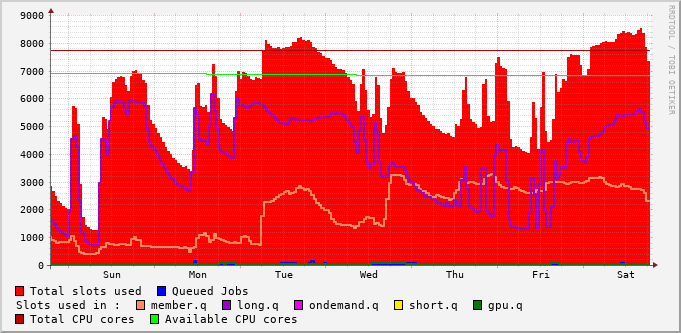 9000
8000
7000
6000
5000
4000
3000
2000
1000
0
Sun Mon Tue Wed Thu Fri Sat
RRDTOOL / TOBI OETIKER
Total slots used Queued Jobs
Slots used in : member.q long.q ondemand.q short.q gpu.q
Total CPU cores Available CPU cores